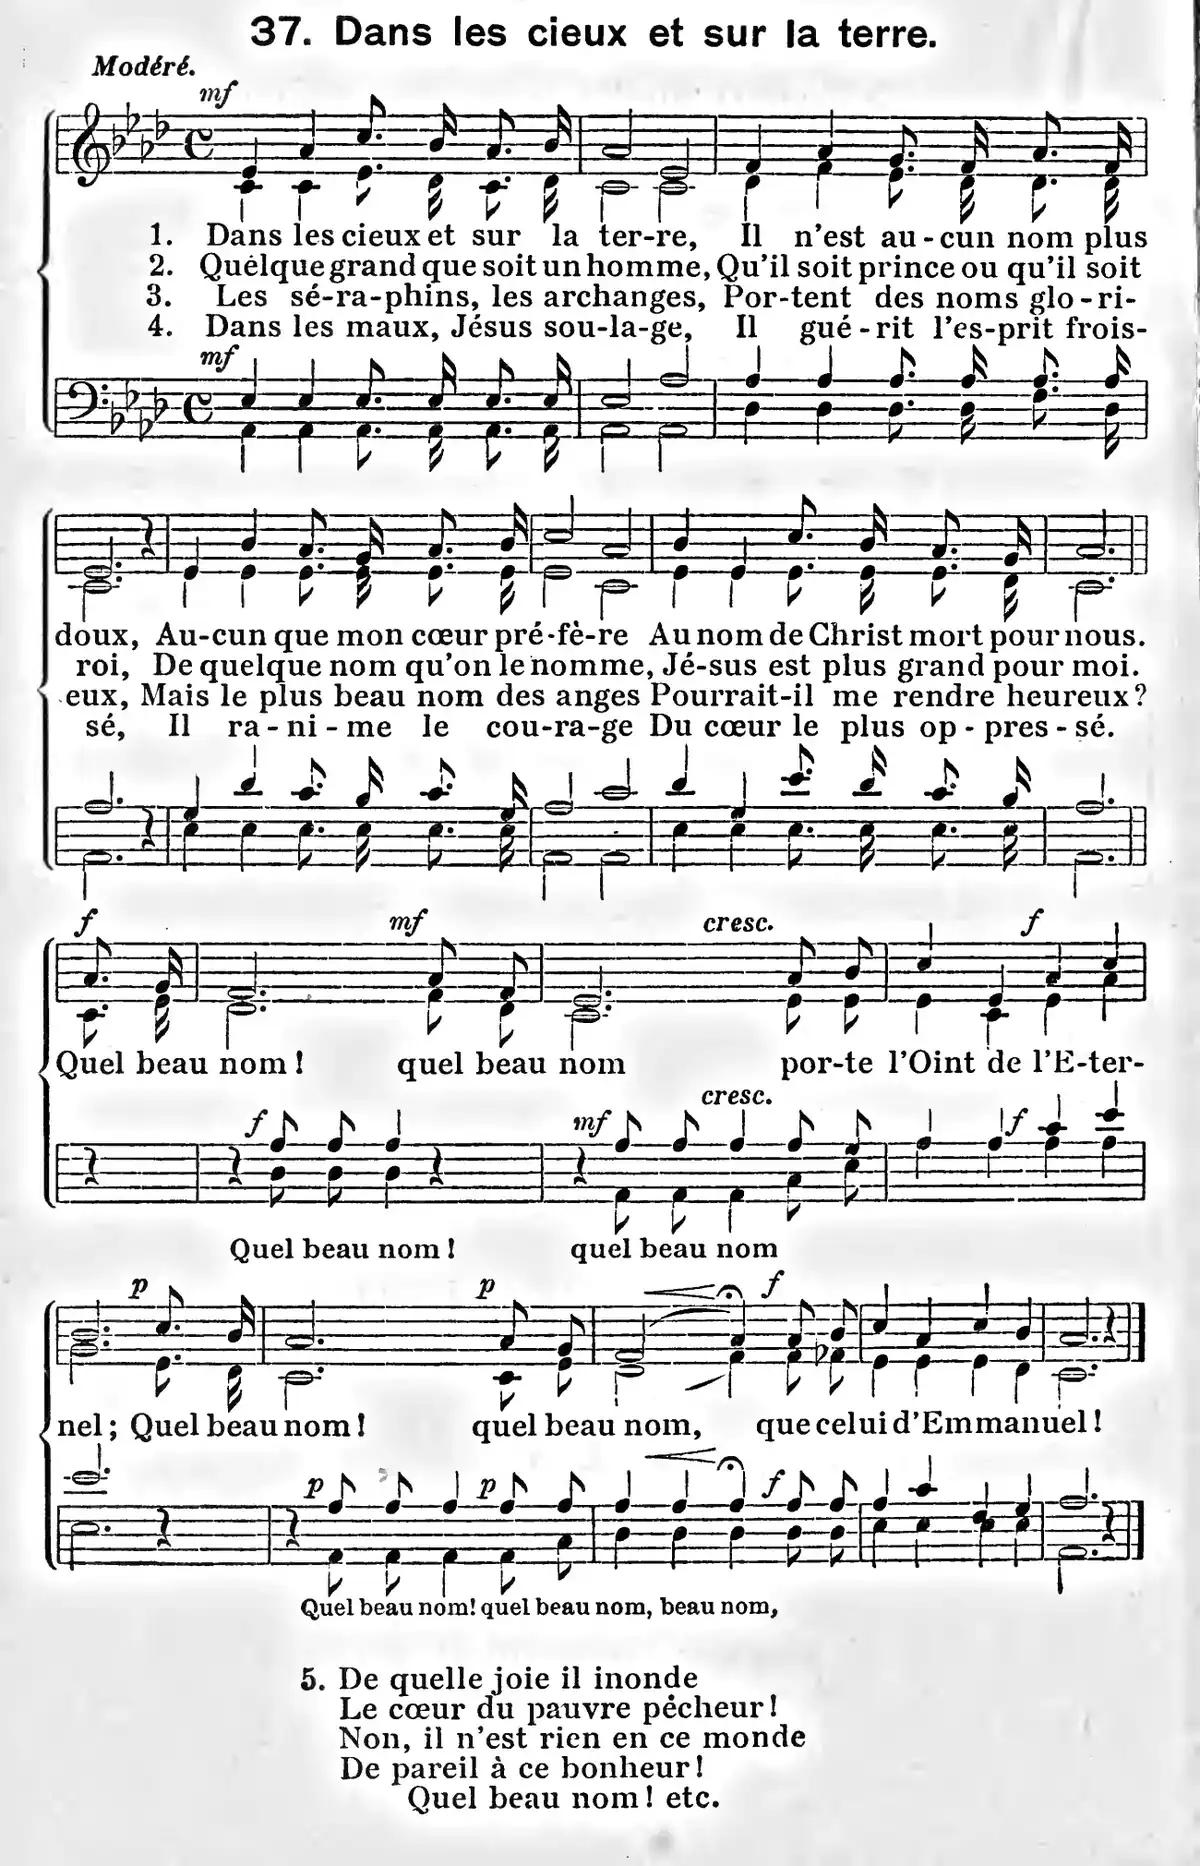 37. Dans les cieux et sur la terre.
Modéré.
mf
1. Dans les cieux et sur la ter-re, Il n'est au-cun nom plus
2. Quelque grand que soit un homme, Qu'il soit prince ou qu'il soit
3. Les sé-ra-phins, les archanges, Por-tent des noms glo-ri-
4. Dans les maux, Jésus sou-la-ge, Il gué-rit l'es-prit frois-
mf
doux, Au-cun que mon cœur pré-fè-re Au nom de Christ mort pour nous.
roi, De quelque nom qu'on le nomme, Jé-sus est plus grand pour moi.
eux, Mais le plus beau nom des anges Pourrait-il me rendre heureux?
sé, Il ra-ni-me le cou-ra-ge Du cœur le plus op-pres-sé.
f mf cresc. f
Quel beau nom! quel beau nom por-te l'Oint de l'E-ter-
cresc.
f mf f
Quel beau nom! quel beau nom
p p f
nel; Quel beau nom! quel beau nom, que celui d'Emmanuel!
p p f
Quel beau nom! quel beau nom, beau nom,
5. De quelle joie il inonde
Le cœur du pauvre pécheur!
Non, il n'est rien en ce monde
De pareil à ce bonheur!
Quel beau nom! etc.